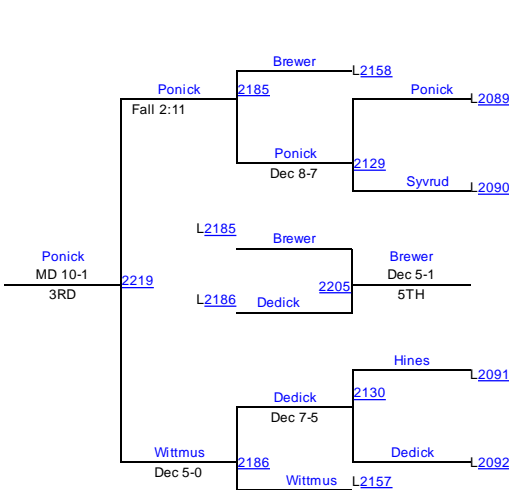 Brewer
L2158
Ponick
2185
Ponick
L2089
Fall 2:11
Ponick
2129
Dec 8-7
Syvrud
L2090
L2185
Brewer
Brewer
Ponick
MD 10-1
2219
Dec 5-1
3RD
L2186
Dedick
2205
5TH
Hines
L2091
Dedick
2130
Dec 7-5
Wittmus
2186
Dedick
L2092
Dec 5-0
Wittmus
L2157